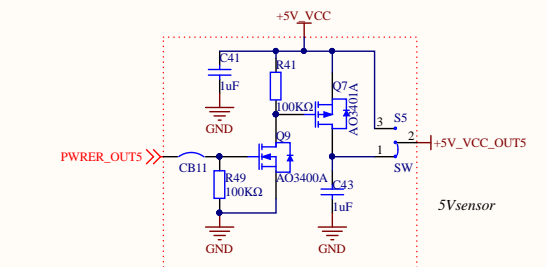 +5V_VCC
C41
1uF
GND
R41
100KΩ
Q7
AO3401A
3
S5
2
+5V_VCC_OUT5
1
SW
PWRER_OUT5
CB11
Q9
AO3400A
R49
100KΩ
C43
1uF
5Vsensor
GND
GND